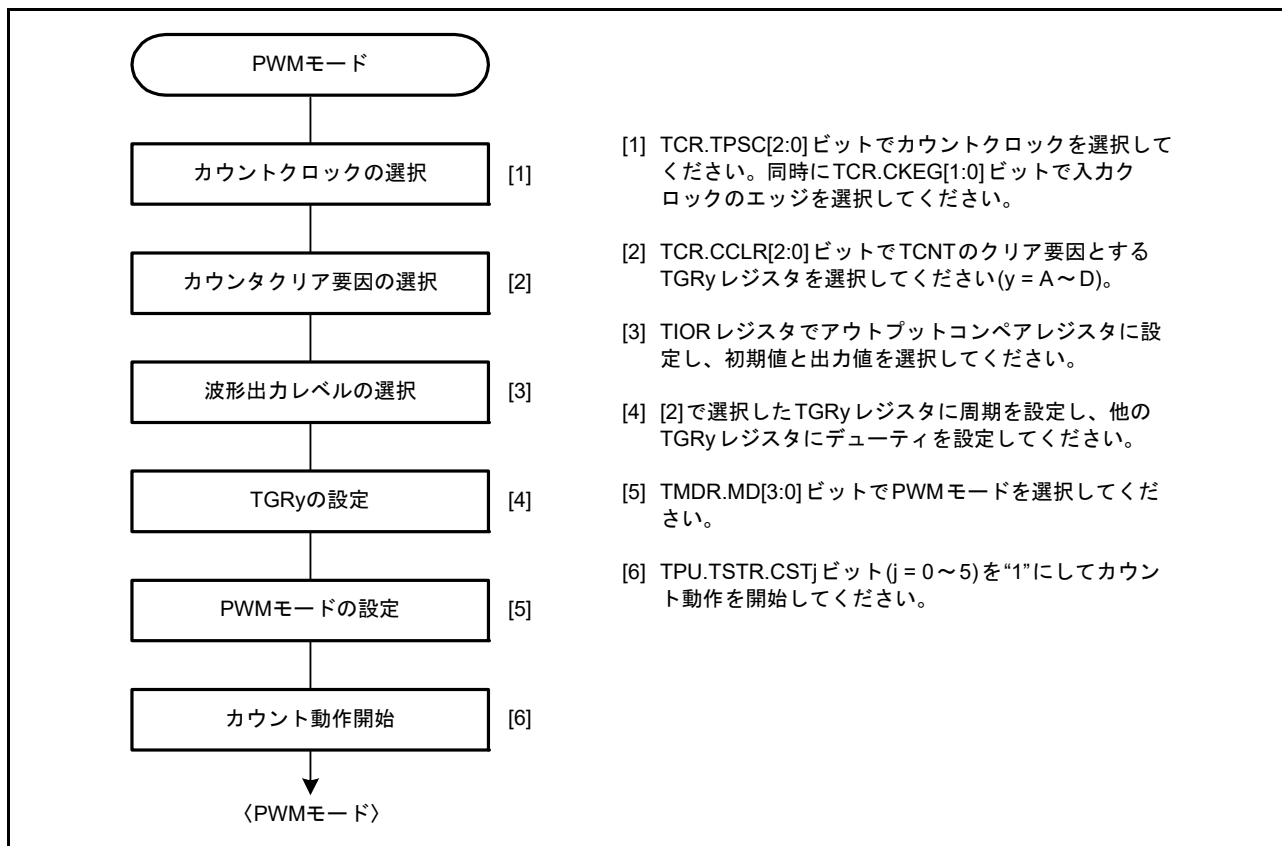 PWMモード
カウントクロックの選択 [1]
カウンタクリア要因の選択 [2]
波形出力レベルの選択 [3]
TGRyの設定 [4]
PWMモードの設定 [5]
カウント動作開始 [6]
〈PWMモード〉
[1] TCR.TPSC[2:0]ビットでカウントクロックを選択して
ください。同時にTCR.CKEG[1:0]ビットで入力ク
ロックのエッジを選択してください。
[2] TCR.CCLR[2:0]ビットでTCNTのクリア要因とする
TGRyレジスタを選択してください(y = A～D)。
[3] TIORレジスタでアウトプットコンペアレジスタに設
定し、初期値と出力値を選択してください。
[4] [2]で選択したTGRyレジスタに周期を設定し、他の
TGRyレジスタにデューティを設定してください。
[5] TMDR.MD[3:0]ビットでPWMモードを選択してくだ
さい。
[6] TPU.TSTR.CSTjビット(j = 0～5)を“1”にしてカウン
ト動作を開始してください。